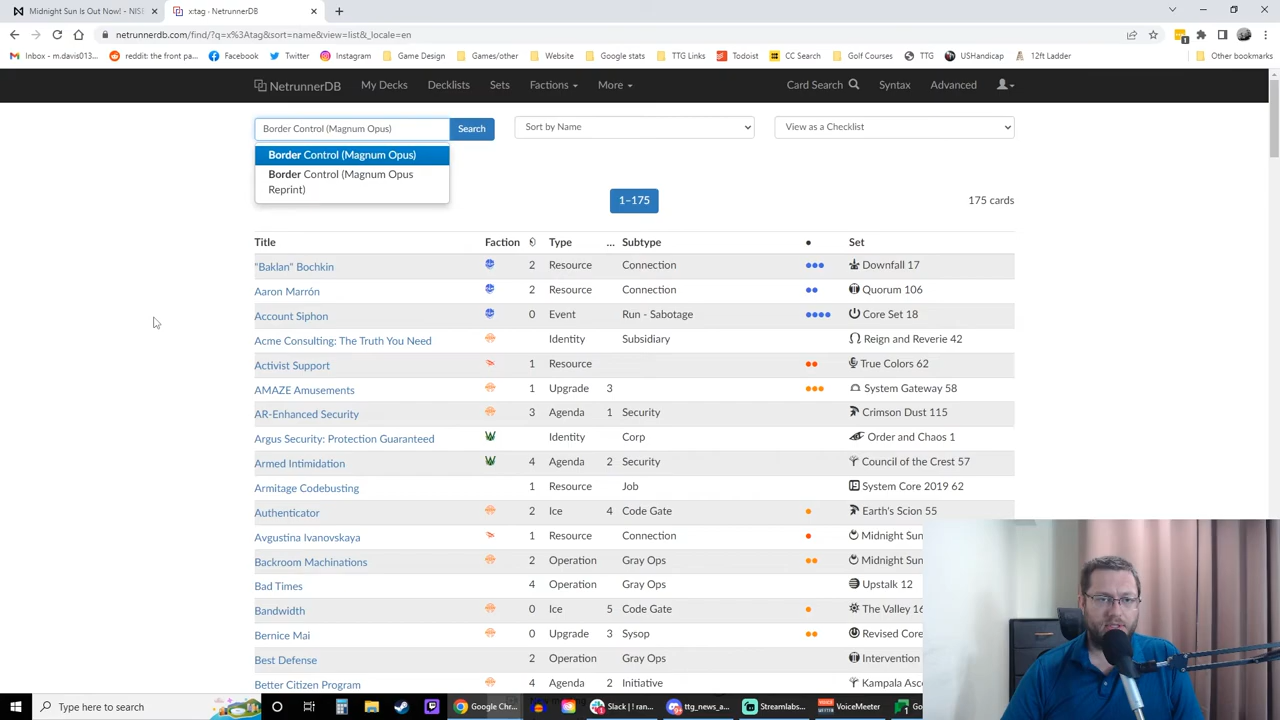 Midnight Sun Is Out Now! - NIS
x:tag - NetrunnerDB
netrunnerdb.com/find/?q=x%3Atag&sort=name&view=list&_locale=en
Inbox - m.davis013...
reddit: the front pa...
Facebook
Twitter
Instagram
Game Design
Games/other
Website
Google stats
TTG Links
Todoist
CC Search
Golf Courses
TTG
USHandicap
12ft Ladder
Other bookmarks
NetrunnerDB
My Decks
Decklists
Sets
Factions
More
Card Search
Syntax
Advanced
Border Control (Magnum Opus)
Search
Sort by Name
View as a Checklist
Border Control (Magnum Opus)
Border Control (Magnum Opus
Reprint)
1–175
175 cards
Title Faction Type ... Subtype Set
"Baklan" Bochkin 2 Resource Connection Downfall 17
Aaron Marrón 2 Resource Connection Quorum 106
Account Siphon 0 Event Run - Sabotage Core Set 18
Acme Consulting: The Truth You Need Identity Subsidiary Reign and Reverie 42
Activist Support 1 Resource True Colors 62
AMAZE Amusements 1 Upgrade 3 System Gateway 58
AR-Enhanced Security 3 Agenda 1 Security Crimson Dust 115
Argus Security: Protection Guaranteed Identity Corp Order and Chaos 1
Armed Intimidation 4 Agenda 2 Security Council of the Crest 57
Armitage Codebusting 1 Resource Job System Core 2019 62
Authenticator 2 Ice 4 Code Gate Earth's Scion 55
Avgustina Ivanovskaya 1 Resource Connection Midnight Sun
Backroom Machinations 2 Operation Gray Ops Midnight Sun
Bad Times 4 Operation Gray Ops Upstalk 12
Bandwidth 0 Ice 5 Code Gate The Valley 16
Bernice Mai 0 Upgrade 3 Sysop Revised Core
Best Defense 2 Operation Gray Ops Intervention
Better Citizen Program 4 Agenda 2 Initiative Kampala Asc
Type here to search
Google Chr...
Slack | ! ran...
ttg_news_a...
Streamlabs...
VoiceMeeter
Go